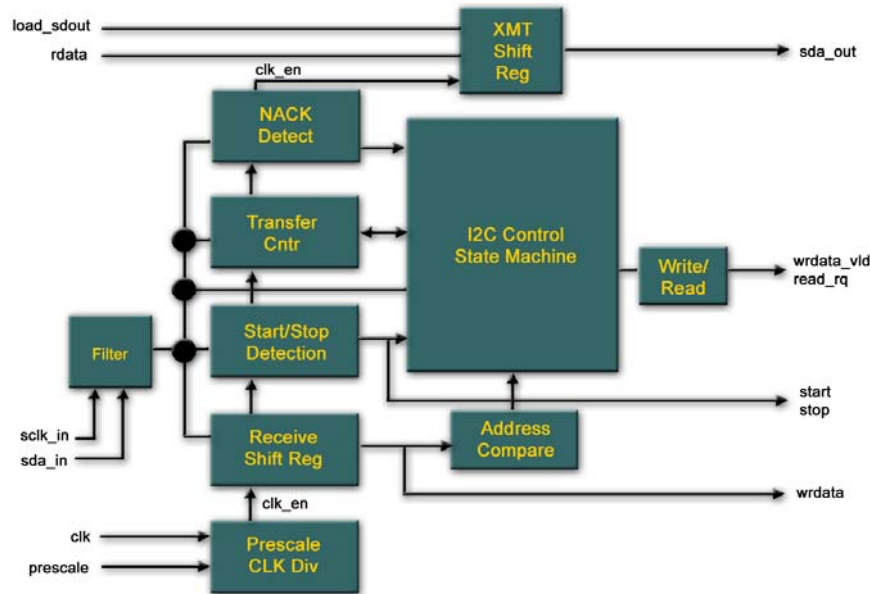 load_sdout
rdata
XMT
Shift
Reg
sda_out
clk_en
NACK
Detect
Transfer
Cntr
I2C Control
State Machine
Write/
Read
wrdata_vld
read_rq
Filter
Start/Stop
Detection
start
stop
sclk_in
sda_in
Receive
Shift Reg
Address
Compare
wrdata
clk_en
clk
prescale
Prescale
CLK Div